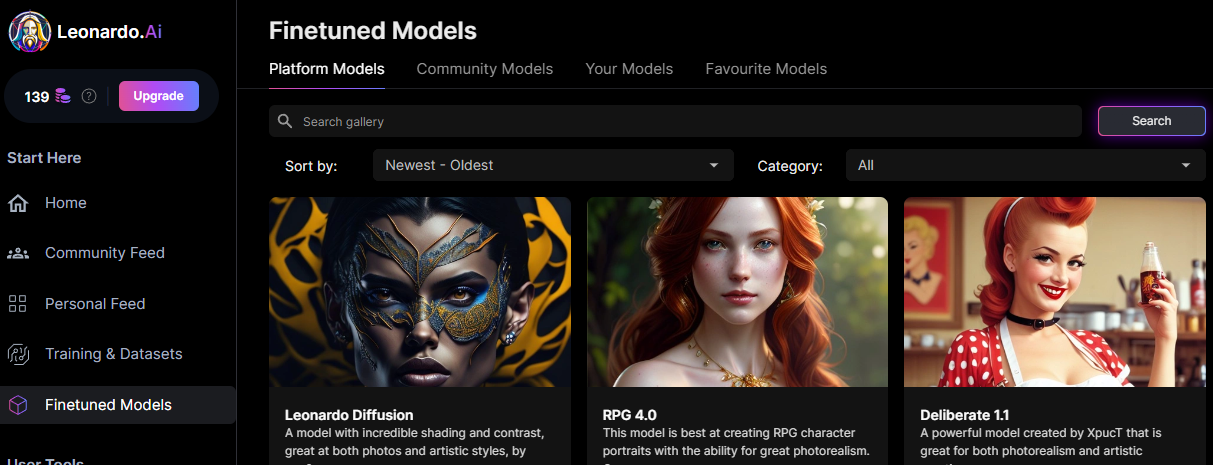 Leonardo.Ai
139
Upgrade
Start Here
Home
Community Feed
Personal Feed
Training & Datasets
Finetuned Models
User Tools
Finetuned Models
Platform Models
Community Models
Your Models
Favourite Models
Search gallery
Search
Sort by:
Newest - Oldest
Category:
All
Leonardo Diffusion
A model with incredible shading and contrast,
great at both photos and artistic styles, by
RPG 4.0
This model is best at creating RPG character
portraits with the ability for great photorealism.
Deliberate 1.1
A powerful model created by XpucT that is
great for both photorealism and artistic